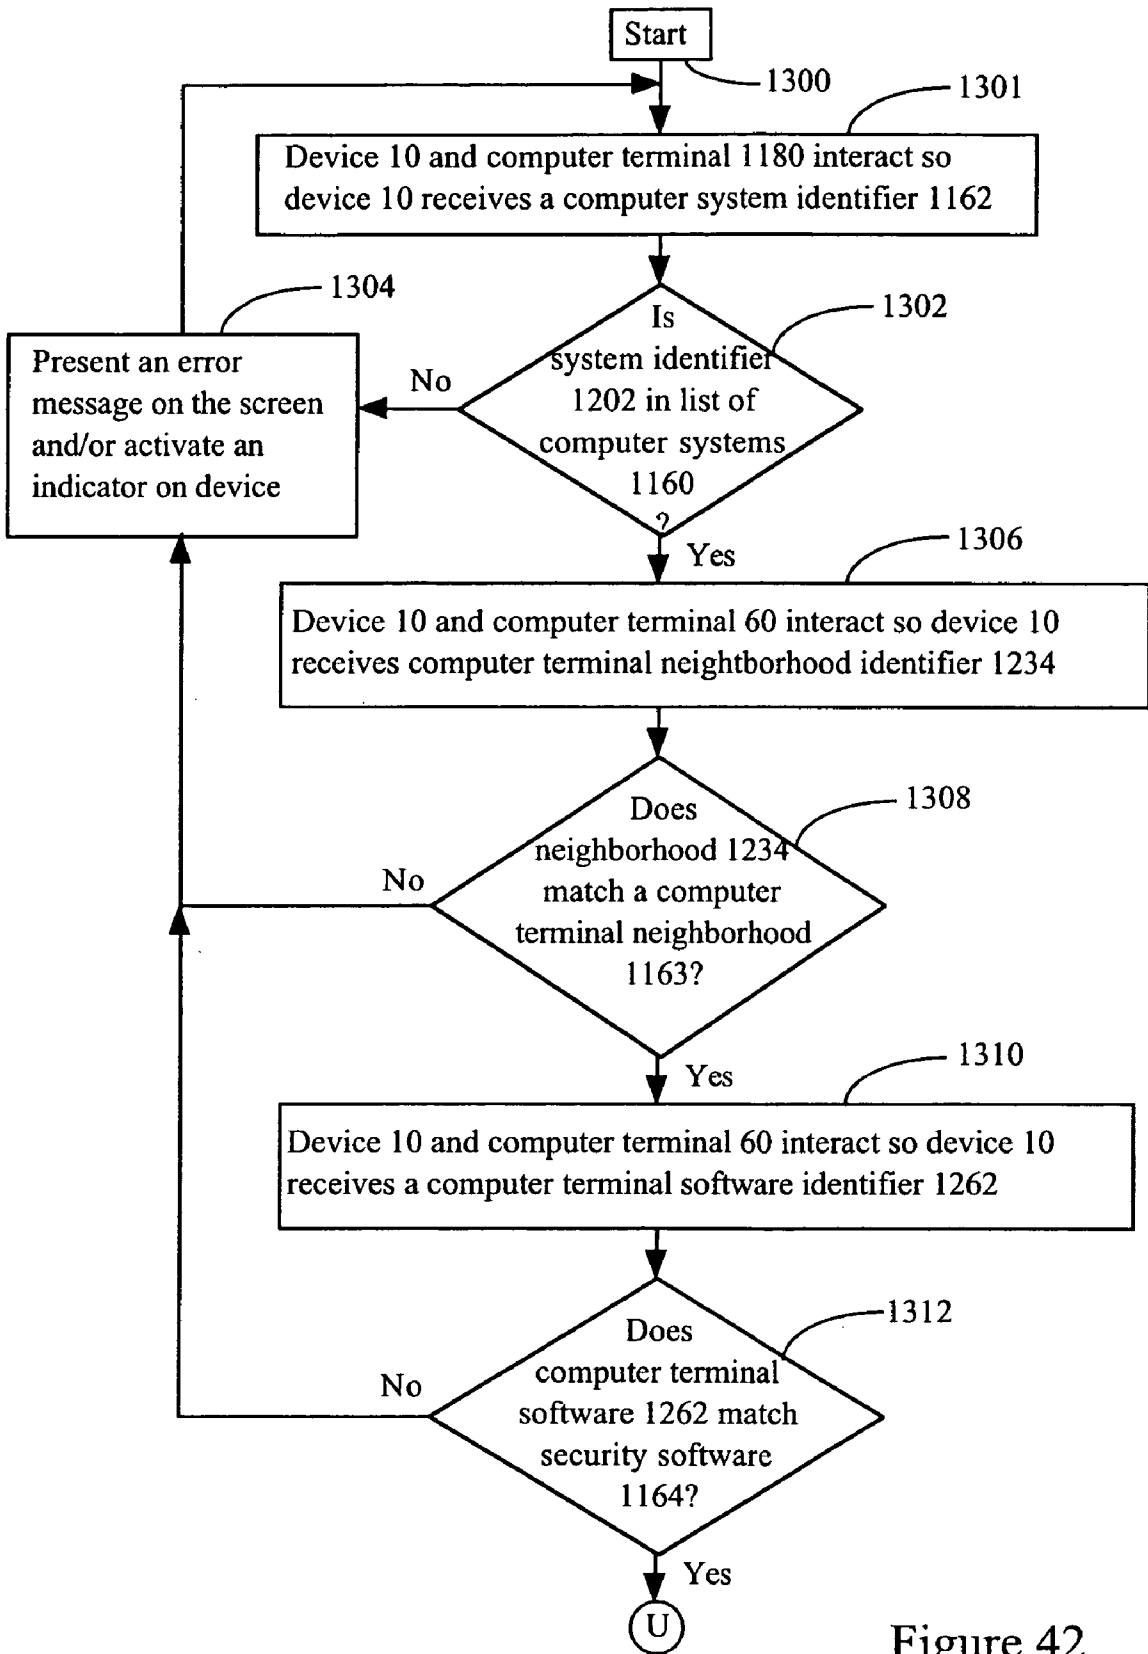 Start
1300
1301
Device 10 and computer terminal 1180 interact so
device 10 receives a computer system identifier 1162
1304
1302
Present an error
message on the screen
and/or activate an
indicator on device
No
Is
system identifier
1202 in list of
computer systems
1160
?
Yes
1306
Device 10 and computer terminal 60 interact so device 10
receives computer terminal neightborhood identifier 1234
1308
No
Does
neighborhood 1234
match a computer
terminal neighborhood
1163?
Yes
1310
Device 10 and computer terminal 60 interact so device 10
receives a computer terminal software identifier 1262
1312
No
Does
computer terminal
software 1262 match
security software
1164?
Yes
U
Figure 42